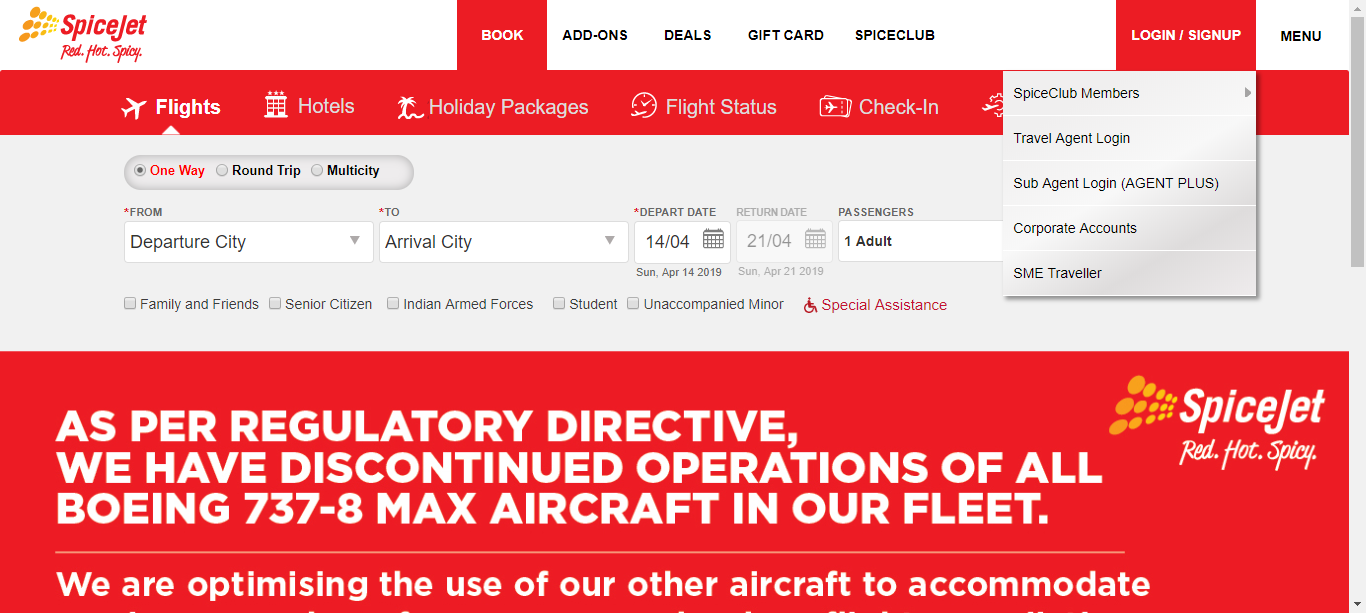 SpiceJet
Red. Hot. Spicy.
BOOK
ADD-ONS
DEALS
GIFT CARD
SPICECLUB
LOGIN / SIGNUP
MENU
Flights
Hotels
Holiday Packages
Flight Status
Check-In
SpiceClub Members
Travel Agent Login
Sub Agent Login (AGENT PLUS)
Corporate Accounts
SME Traveller
One Way
Round Trip
Multicity
*FROM
*TO
*DEPART DATE
RETURN DATE
PASSENGERS
Departure City
Arrival City
14/04
21/04
1 Adult
Sun, Apr 14 2019
Sun, Apr 21 2019
Family and Friends
Senior Citizen
Indian Armed Forces
Student
Unaccompanied Minor
Special Assistance
SpiceJet
Red. Hot. Spicy.
AS PER REGULATORY DIRECTIVE,
WE HAVE DISCONTINUED OPERATIONS OF ALL
BOEING 737-8 MAX AIRCRAFT IN OUR FLEET.
We are optimising the use of our other aircraft to accommodate